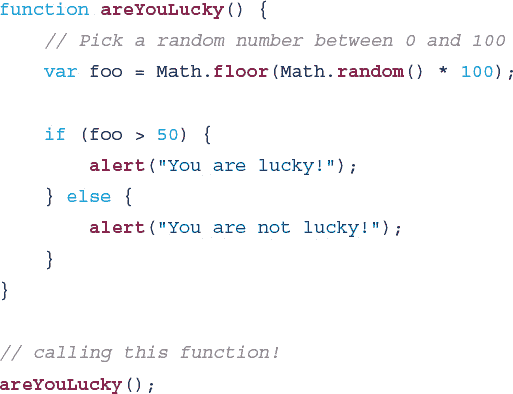 function areYouLucky() {
    // Pick a random number between 0 and 100
    var foo = Math.floor(Math.random() * 100);

    if (foo > 50) {
        alert("You are lucky!");
    } else {
        alert("You are not lucky!");
    }
}

// calling this function!
areYouLucky();